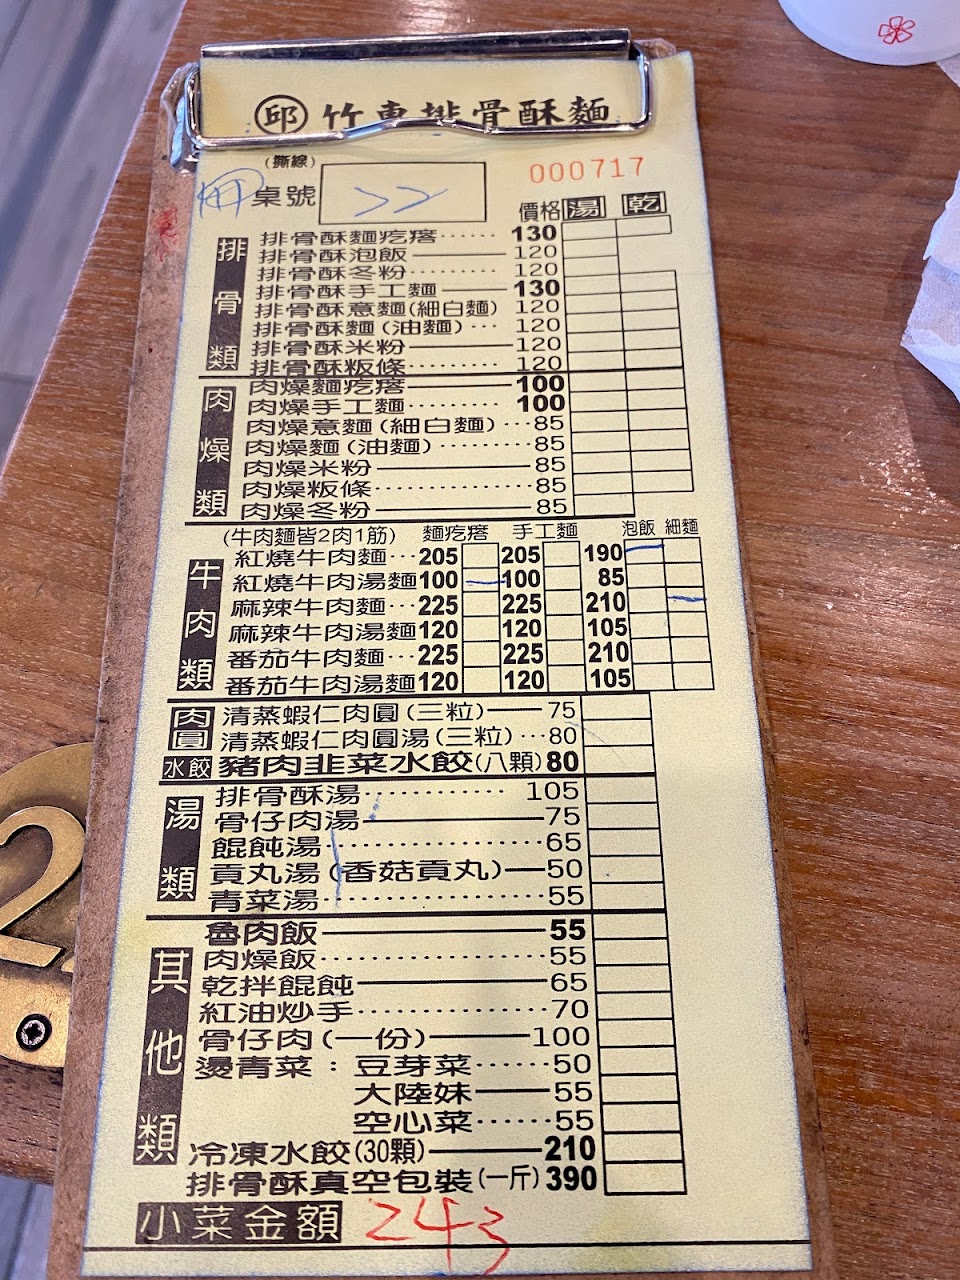 邱 竹東排骨酥麵
(撕線)
000717
內用 桌號 22
價格 湯 乾
排骨類
排骨酥麵疙瘩······130
排骨酥泡飯——120
排骨酥冬粉·········120
排骨酥手工麵——130
排骨酥意麵(細白麵) 120
排骨酥麵(油麵)···120
排骨酥米粉——120
排骨酥粄條·········120
肉燥類
肉燥麵疙瘩——100
肉燥手工麵·········100
肉燥意麵(細白麵)···85
肉燥麵(油麵)······85
肉燥米粉——85
肉燥粄條···············85
肉燥冬粉——85
(牛肉麵皆2肉1筋) 麵疙瘩 手工麵 泡飯 細麵
牛肉類
紅燒牛肉麵···205 205 190
紅燒牛肉湯麵100 100 85
麻辣牛肉麵···225 225 210
麻辣牛肉湯麵120 120 105
番茄牛肉麵···225 225 210
番茄牛肉湯麵120 120 105
肉圓
清蒸蝦仁肉圓(三粒)——75
清蒸蝦仁肉圓湯(三粒)···80
水餃 豬肉韭菜水餃(八顆)80
湯類
排骨酥湯············105
骨仔肉湯——75
餛飩湯··················65
貢丸湯(香菇貢丸)——50
青菜湯··················55
其他類
魯肉飯——55
肉燥飯··················55
乾拌餛飩——65
紅油炒手···············70
骨仔肉(一份)——100
燙青菜：豆芽菜······50
大陸妹——55
空心菜······55
冷凍水餃(30顆)——210
排骨酥真空包裝(一斤)390
小菜金額 243